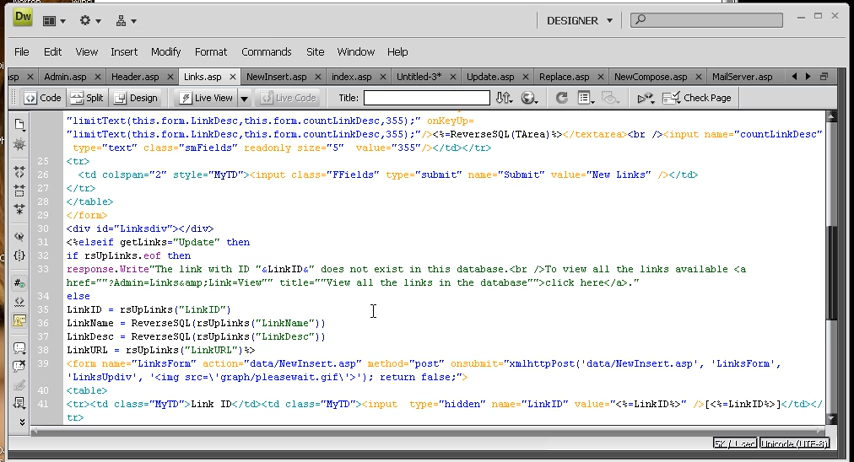 Dw
DESIGNER
File Edit View Insert Modify Format Commands Site Window Help
sp × Admin.asp × Header.asp × Links.asp × NewInsert.asp × index.asp × Untitled-3* × Update.asp × Replace.asp × NewCompose.asp × MailServer.asp
Code Split Design Live View Live Code Title: Check Page
"limitText(this.form.LinkDesc,this.form.countLinkDesc,355);" onKeyUp=
"limitText(this.form.LinkDesc,this.form.countLinkDesc,355);"/><%=ReverseSQL(TArea)%></textarea><br /><input name="countLinkDesc"
type="text" class="smFields" readonly size="5" value="355"/></td></tr>
25 <tr>
26 <td colspan="2" style="MyTD"><input class="FFields" type="submit" name="Submit" value="New Links" /></td>
27 </tr>
28 </table>
29 </form>
30 <div id="Linksdiv"></div>
31 <%elseif getLinks="Update" then
32 if rsUpLinks.eof then
33 response.Write"The link with ID "&LinkID&" does not exist in this database.<br />To view all the links available <a
href=""?Admin=Links&amp;Link=View"" title=""View all the links in the database"">click here</a>."
34 else
35 LinkID = rsUpLinks("LinkID")
36 LinkName = ReverseSQL(rsUpLinks("LinkName"))
37 LinkDesc = ReverseSQL(rsUpLinks("LinkDesc"))
38 LinkURL = rsUpLinks("LinkURL")%>
39 <form name="LinksForm" action="data/NewInsert.asp" method="post" onsubmit="xmlhttpPost('data/NewInsert.asp', 'LinksForm',
'LinksUpdiv', '<img src=\'graph/pleasewait.gif\'>'); return false;">
40 <table>
41 <tr><td class="MyTD">Link ID</td><td class="MyTD"><input type="hidden" name="LinkID" value="<%=LinkID%>" />[<%=LinkID%>]</td></
tr>
5K / 1 sec Unicode (UTF-8)